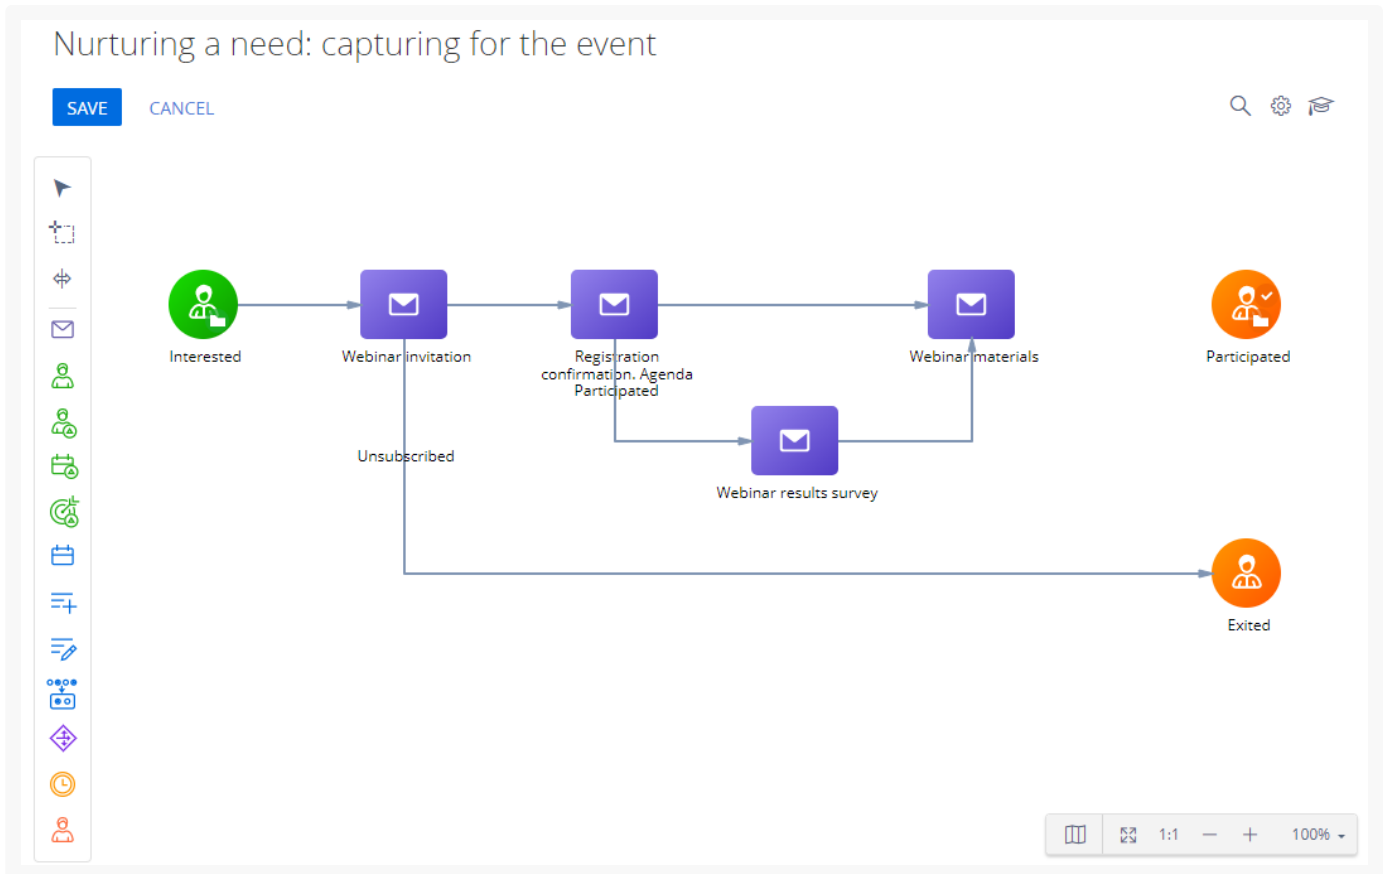 Nurturing a need: capturing for the event
SAVE
CANCEL
Interested
Webinar invitation
Registration
confirmation. Agenda
Participated
Webinar materials
Participated
Unsubscribed
Webinar results survey
Exited
1:1
100%